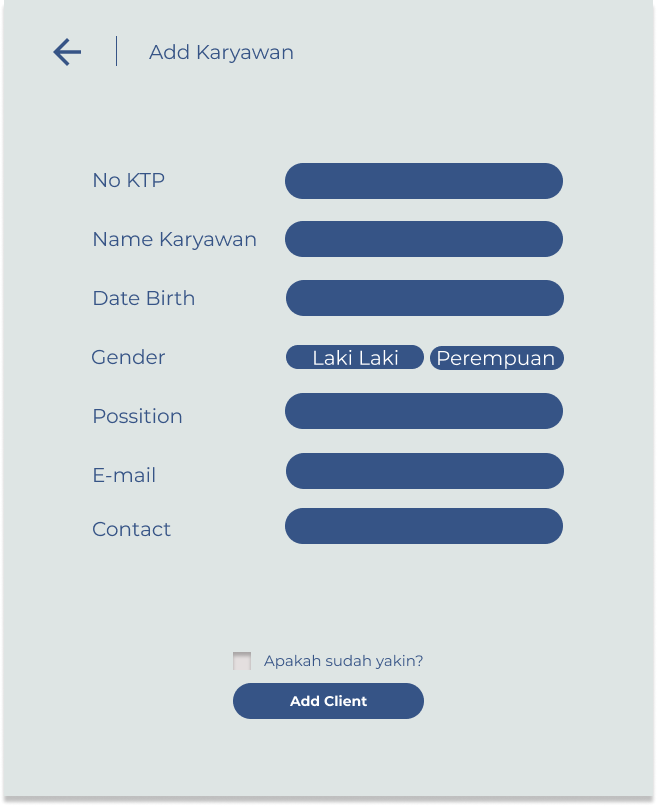 Add Karyawan
No KTP
Name Karyawan
Date Birth
Gender
Laki Laki
Perempuan
Possition
E-mail
Contact
Apakah sudah yakin?
Add Client